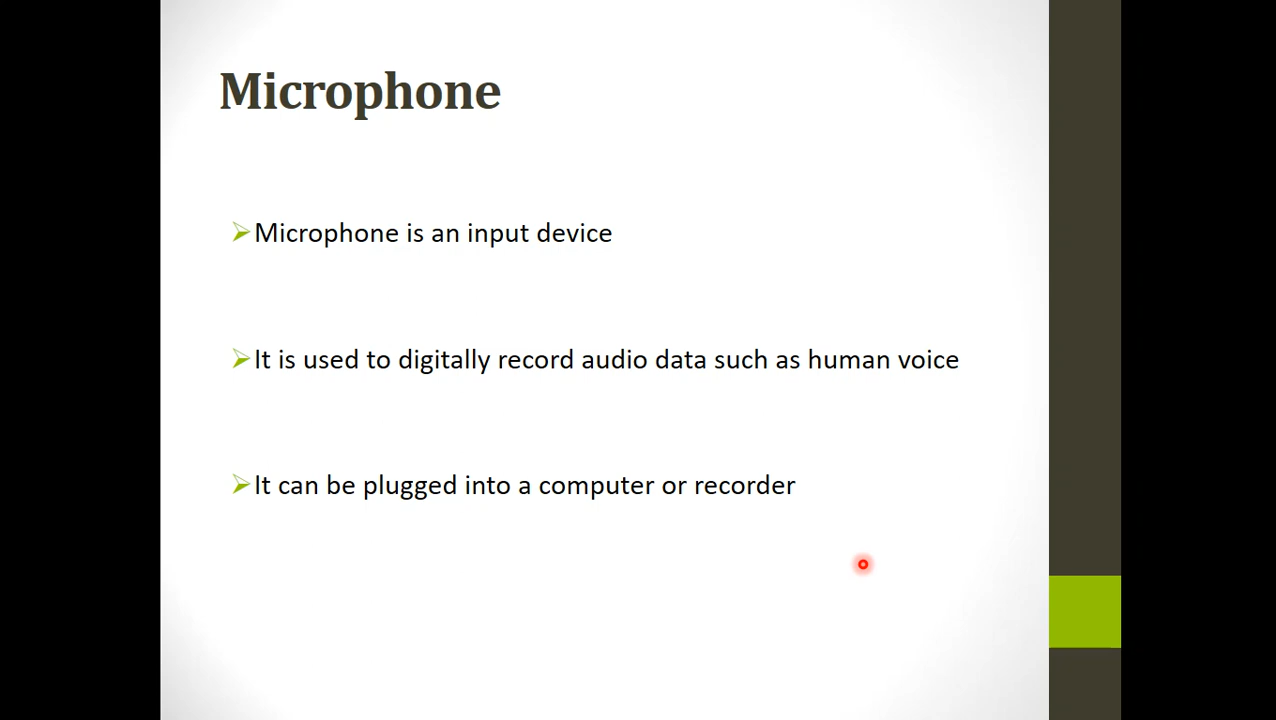 Microphone
Microphone is an input device
It is used to digitally record audio data such as human voice
It can be plugged into a computer or recorder